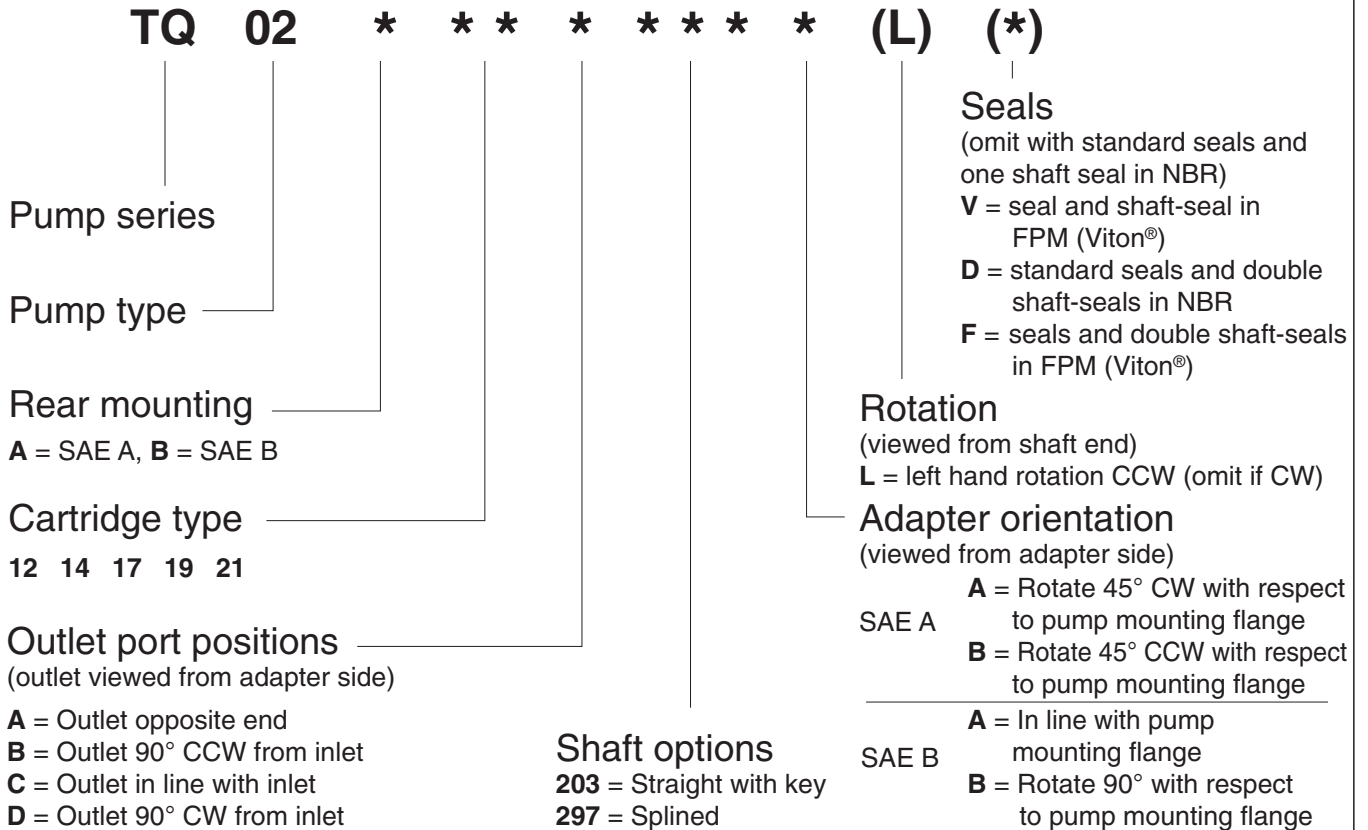 TQ 02 * * * * * * * * (L) (*)
Pump series
Pump type
Rear mounting
A = SAE A, B = SAE B
Cartridge type
12 14 17 19 21
Outlet port positions
(outlet viewed from adapter side)
A = Outlet opposite end
B = Outlet 90° CCW from inlet
C = Outlet in line with inlet
D = Outlet 90° CW from inlet
Shaft options
203 = Straight with key
297 = Splined
Seals
(omit with standard seals and
one shaft seal in NBR)
V = seal and shaft-seal in
FPM (Viton®)
D = standard seals and double
shaft-seals in NBR
F = seals and double shaft-seals
in FPM (Viton®)
Rotation
(viewed from shaft end)
L = left hand rotation CCW (omit if CW)
Adapter orientation
(viewed from adapter side)
SAE A
A = Rotate 45° CW with respect
to pump mounting flange
B = Rotate 45° CCW with respect
to pump mounting flange
SAE B
A = In line with pump
mounting flange
B = Rotate 90° with respect
to pump mounting flange